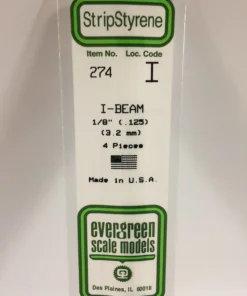 StripStyrene
Item No. Loc. Code
274 I
I-BEAM
1/8" (.125)
(3.2 mm)
4 Pieces
Made in U.S.A.
evergreen
scale models
Des Plaines, IL 60018